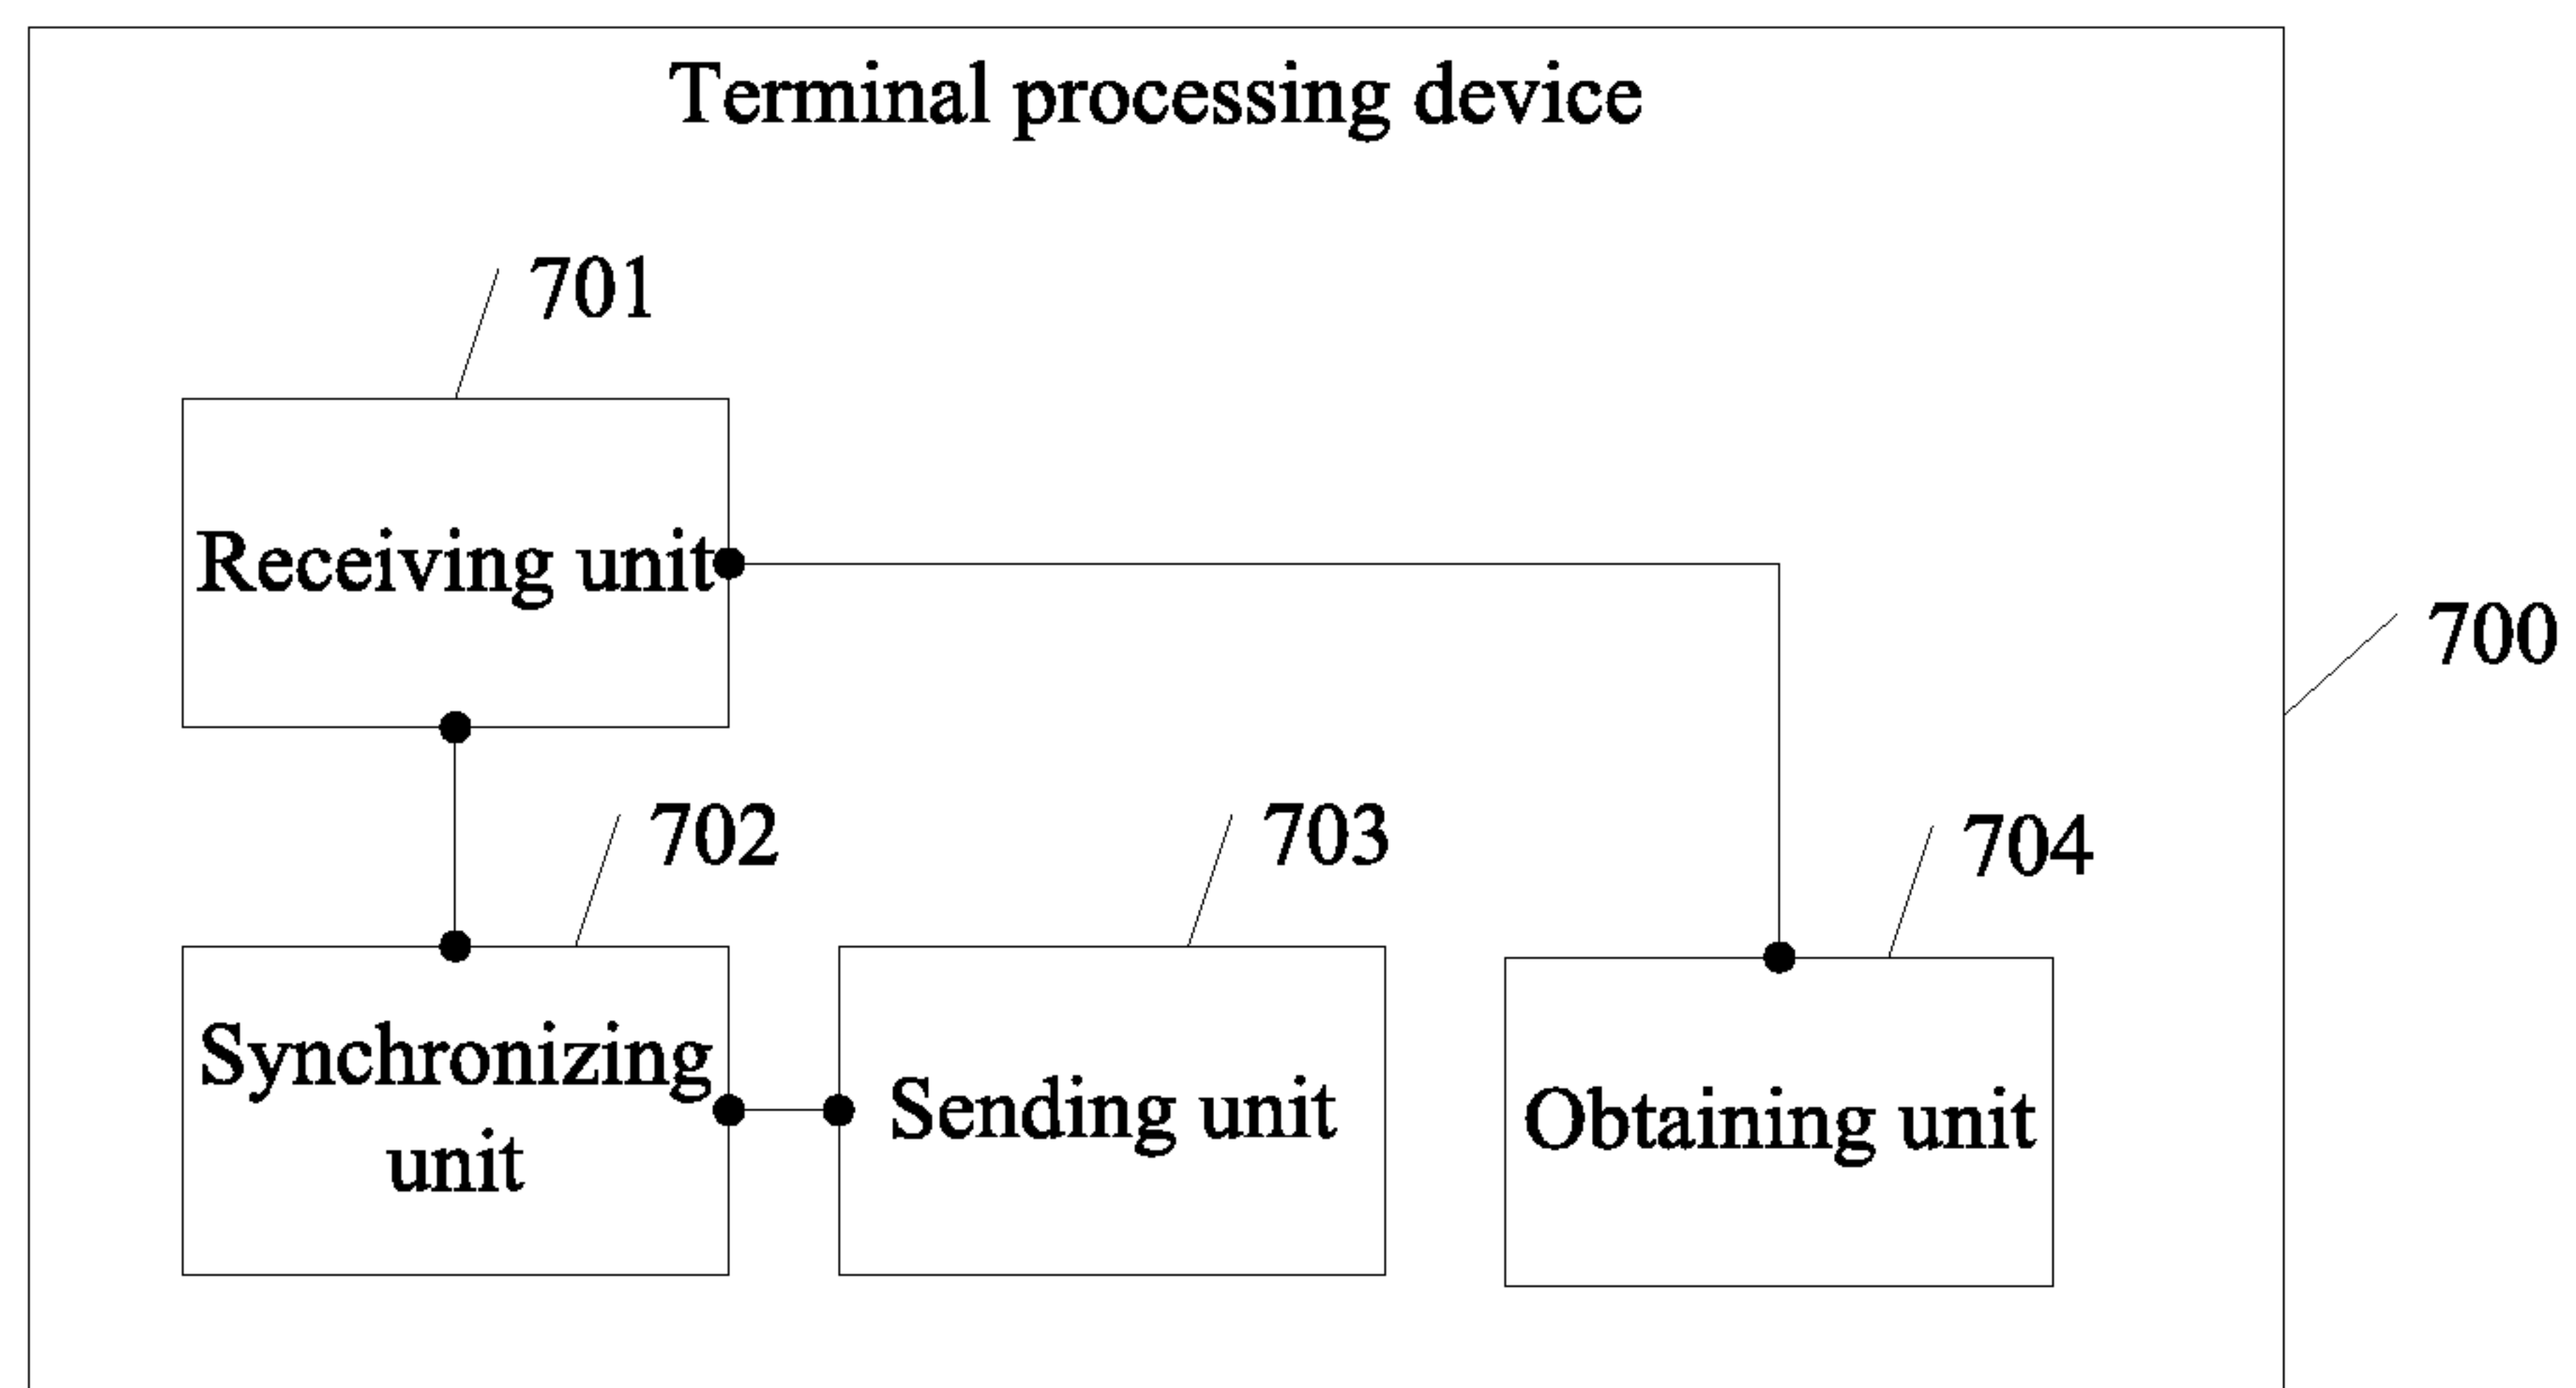 Terminal processing device
701
Receiving unit
700
702
703
704
Synchronizing
unit
Sending unit
Obtaining unit